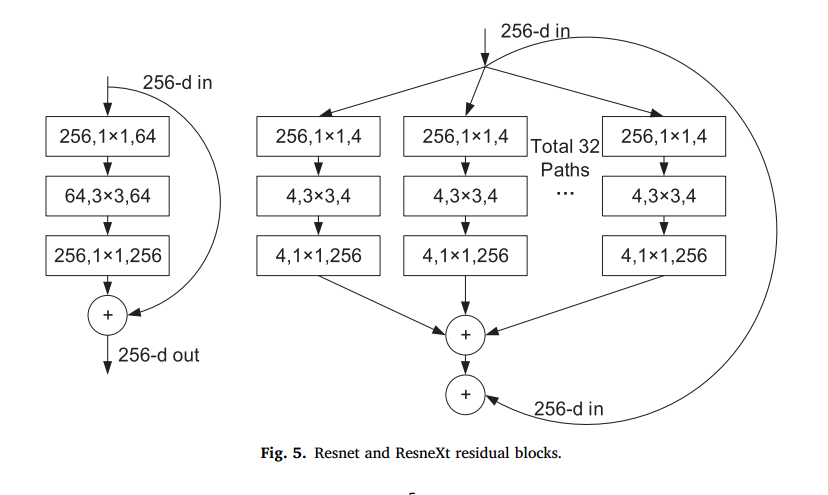 256-d in
256,1×1,64
64,3×3,64
256,1×1,256
+
256-d out
256-d in
256,1×1,4
256,1×1,4
Total 32
Paths
...
256,1×1,4
4,3×3,4
4,3×3,4
4,3×3,4
4,1×1,256
4,1×1,256
4,1×1,256
+
+
256-d in
Fig. 5. Resnet and ResneXt residual blocks.